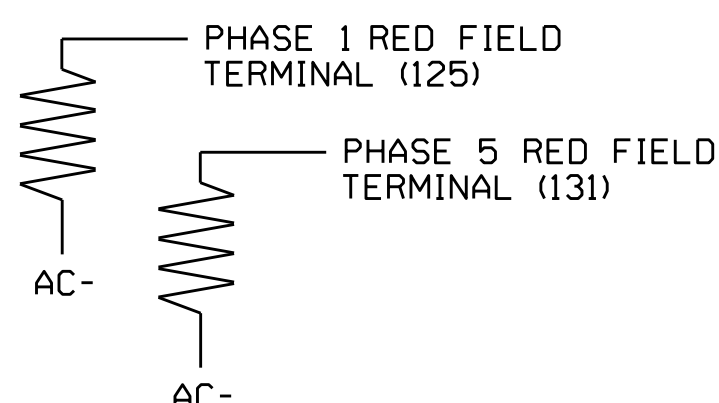 PHASE 1 RED FIELD
TERMINAL (125)
PHASE 5 RED FIELD
TERMINAL (131)
AC-
AC-